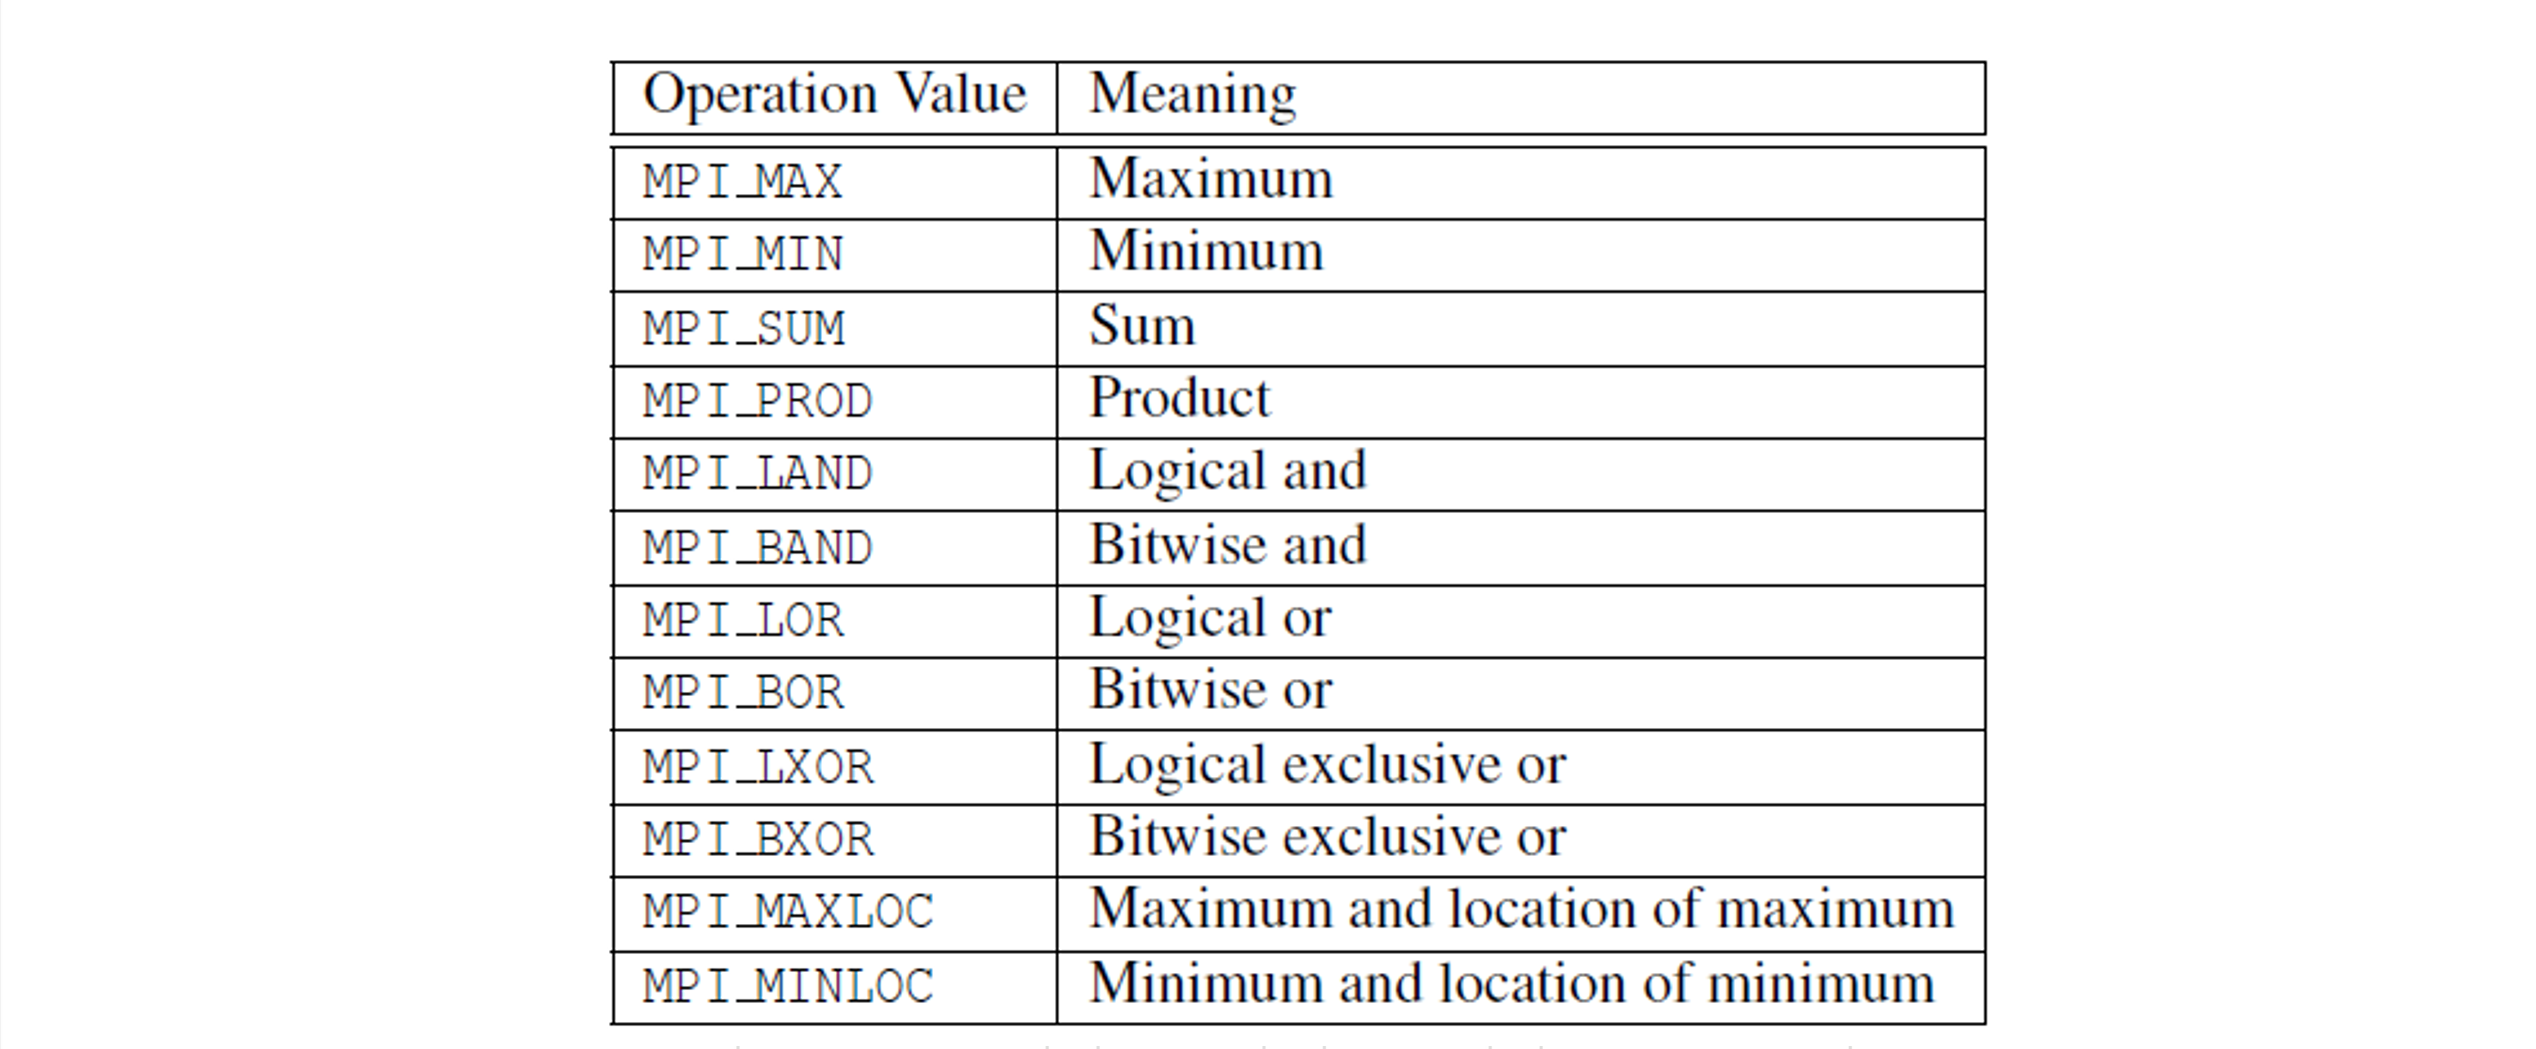 Operation Value Meaning
MPI_MAX Maximum
MPI_MIN Minimum
MPI_SUM Sum
MPI_PROD Product
MPI_LAND Logical and
MPI_BAND Bitwise and
MPI_LOR Logical or
MPI_BOR Bitwise or
MPI_LXOR Logical exclusive or
MPI_BXOR Bitwise exclusive or
MPI_MAXLOC Maximum and location of maximum
MPI_MINLOC Minimum and location of minimum